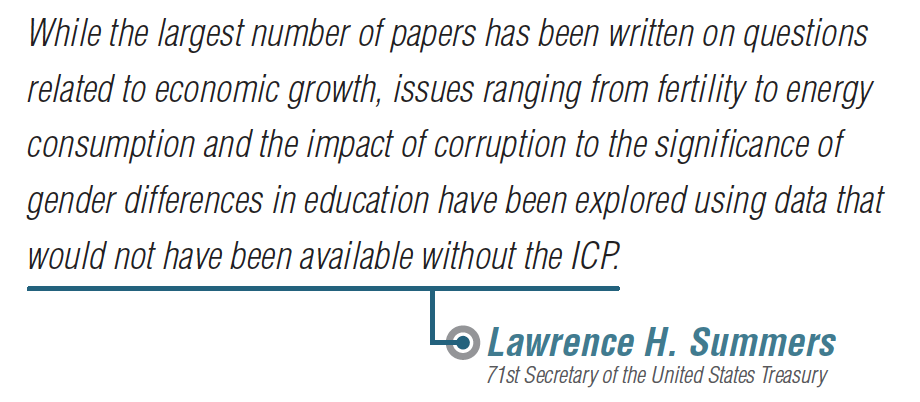 While the largest number of papers has been written on questions
related to economic growth, issues ranging from fertility to energy
consumption and the impact of corruption to the significance of
gender differences in education have been explored using data that
would not have been available without the ICP.
Lawrence H. Summers
71st Secretary of the United States Treasury